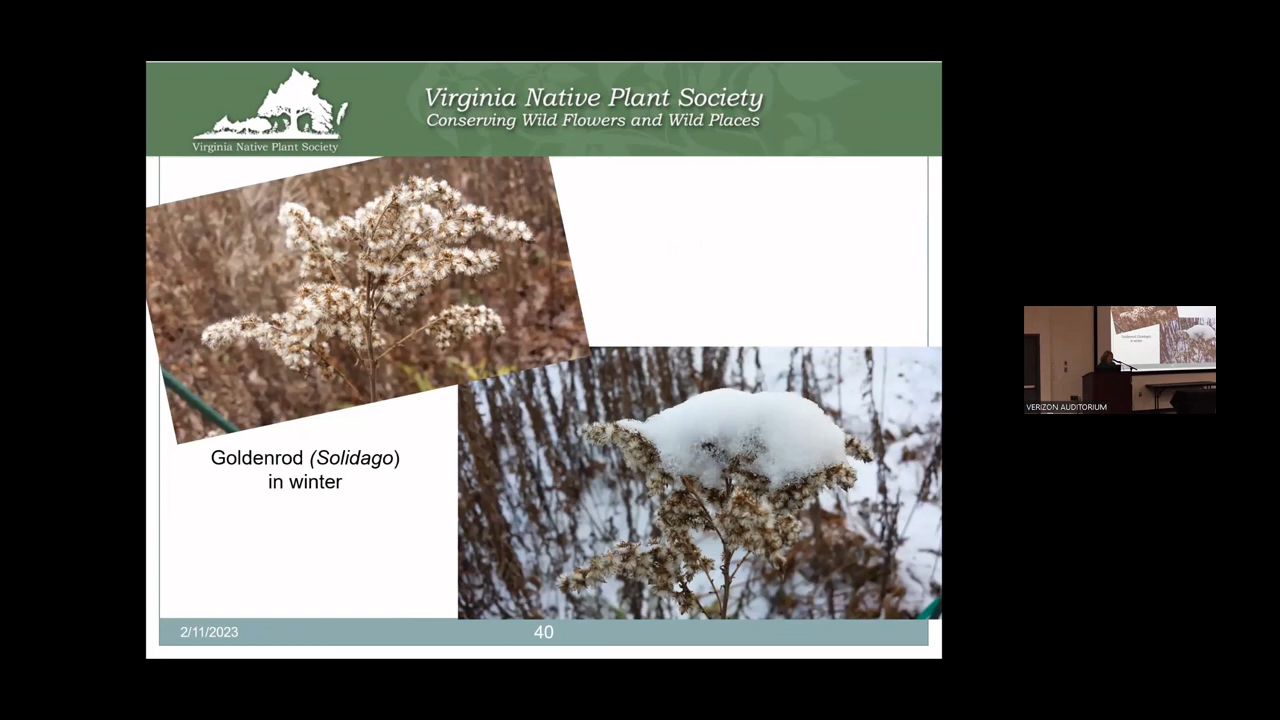 Virginia Native Plant Society
Conserving Wild Flowers and Wild Places
Virginia Native Plant Society
Goldenrod (Solidago)
in winter
2/11/2023
40
VERIZON AUDITORIUM